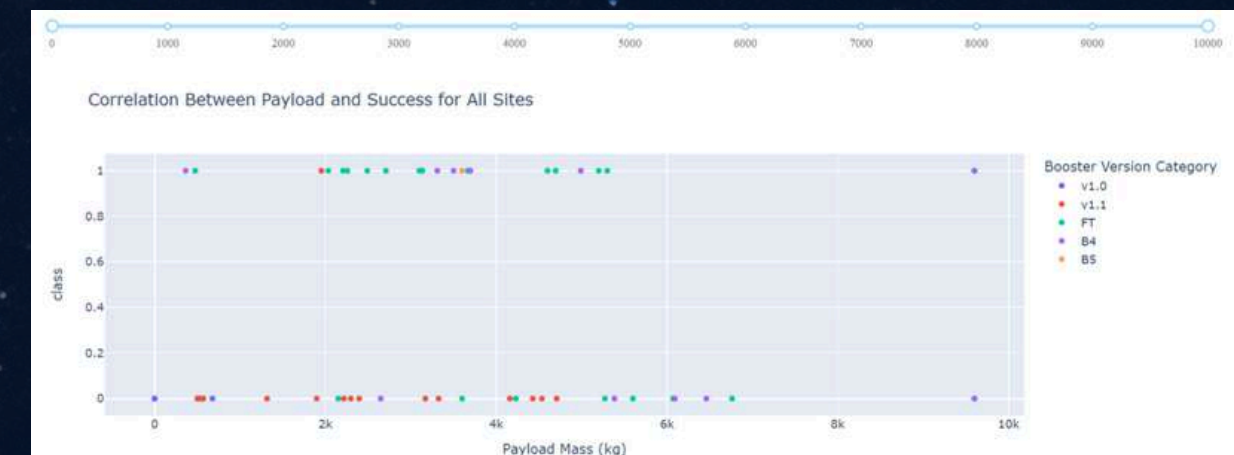 0 1000 2000 3000 4000 5000 6000 7000 8000 9000 10000
Correlation Between Payload and Success for All Sites
1
0.8
0.6
0.4
0.2
0
class
0 2k 4k 6k 8k 10k
Payload Mass (kg)
Booster Version Category
v1.0
v1.1
FT
B4
B5